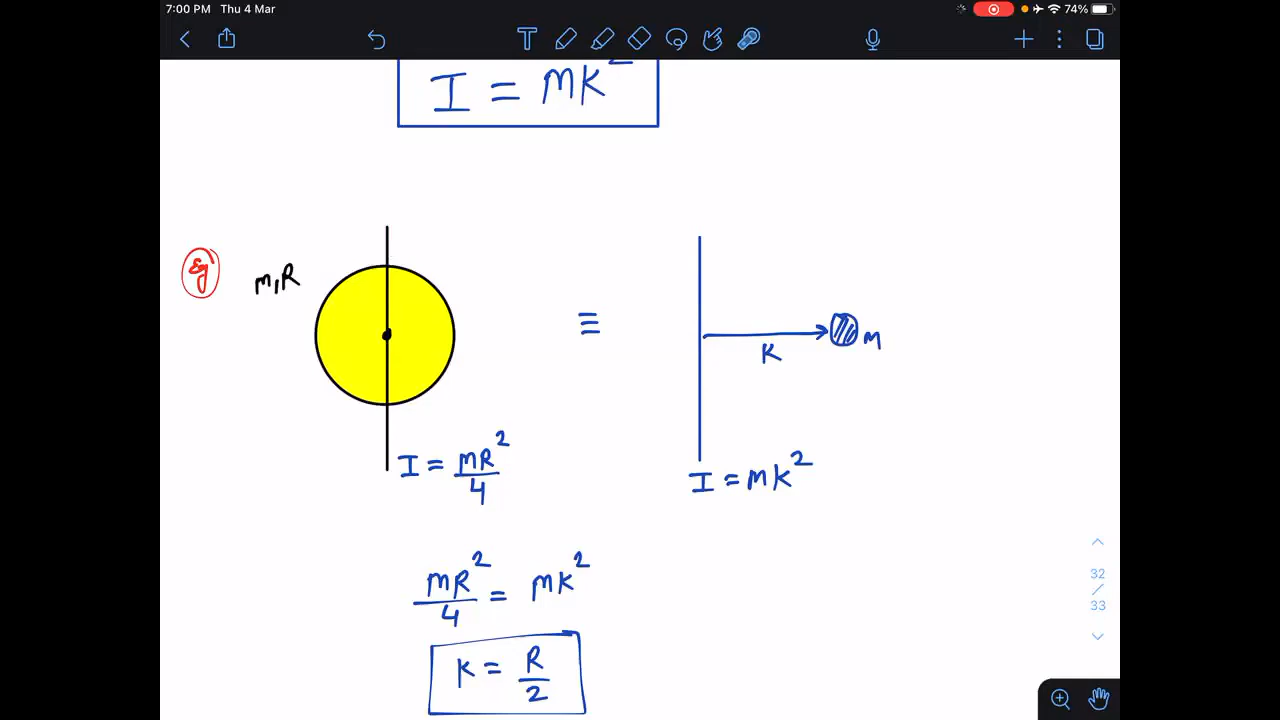 7:00 PM Thu 4 Mar
74%
I = MK²
Eg
M, R
≡
K
M
I = MR²/4
I = MK²
MR²/4 = MK²
K = R/2
32
/
33